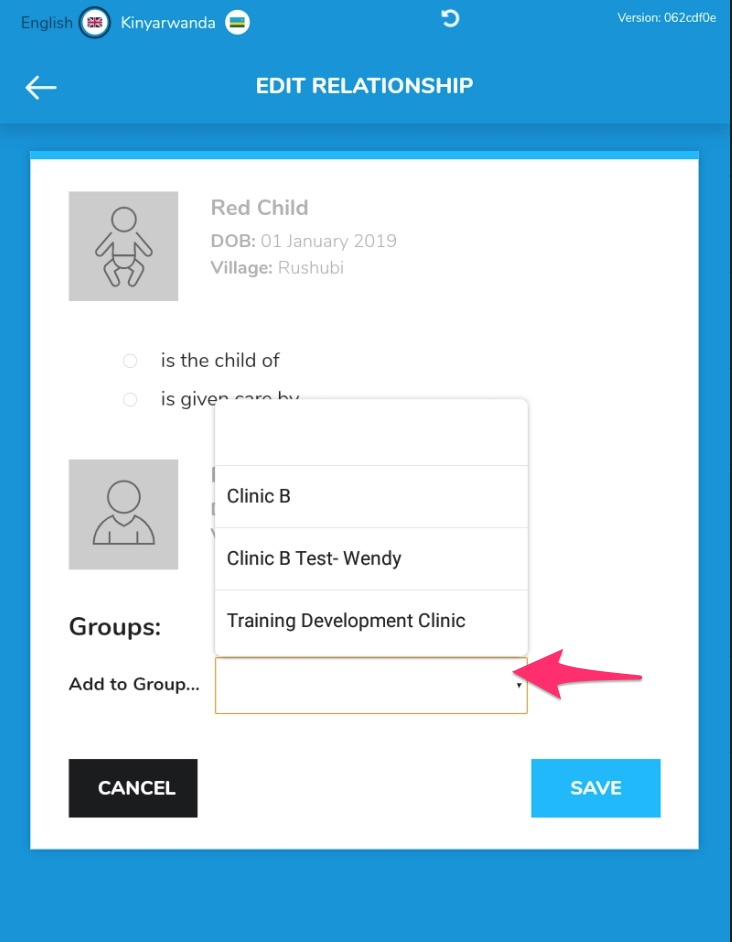 English Kinyarwanda Version: 062cdf0e
EDIT RELATIONSHIP
Red Child
DOB: 01 January 2019
Village: Rushubi
is the child of
is given care by
Clinic B
Clinic B Test- Wendy
Training Development Clinic
Groups:
Add to Group...
CANCEL SAVE